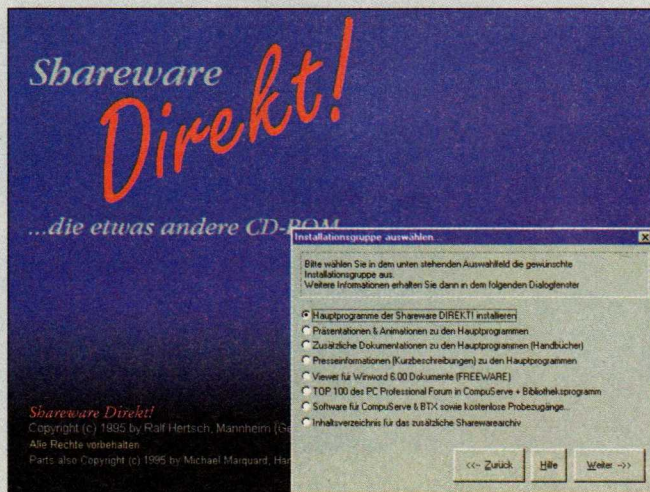 Shareware
Direkt!
...die etwas andere CD-ROM
Installationsgruppe auswählen...
Bitte wählen Sie in dem unten stehenden Auswahlfeld die gewünschte
Installationsgruppe aus.
Weitere Informationen erhalten Sie dann in dem folgenden Dialogfenster
Hauptprogramme der Shareware DIREKT! installieren
Präsentationen & Animationen zu den Hauptprogrammen
Zusätzliche Dokumentationen zu den Hauptprogrammen (Handbücher)
Presseinformationen (Kurzbeschreibungen) zu den Hauptprogrammen
Viewer für Winword 6.00 Dokumente (FREEWARE)
TOP 100 des PC Professional Forum in CompuServe + Bibliotheksprogramm
Software für CompuServe & BTX sowie kostenlose Probezugänge...
Inhaltsverzeichnis für das zusätzliche Sharewarearchiv
<<- Zurück
Hilfe
Weiter ->>
Shareware Direkt!
Copyright (c) 1995 by Ralf Hertsch, Mannheim (Ge
Alle Rechte vorbehalten
Parts also Copyright (c) 1995 by Michael Marquard, Han